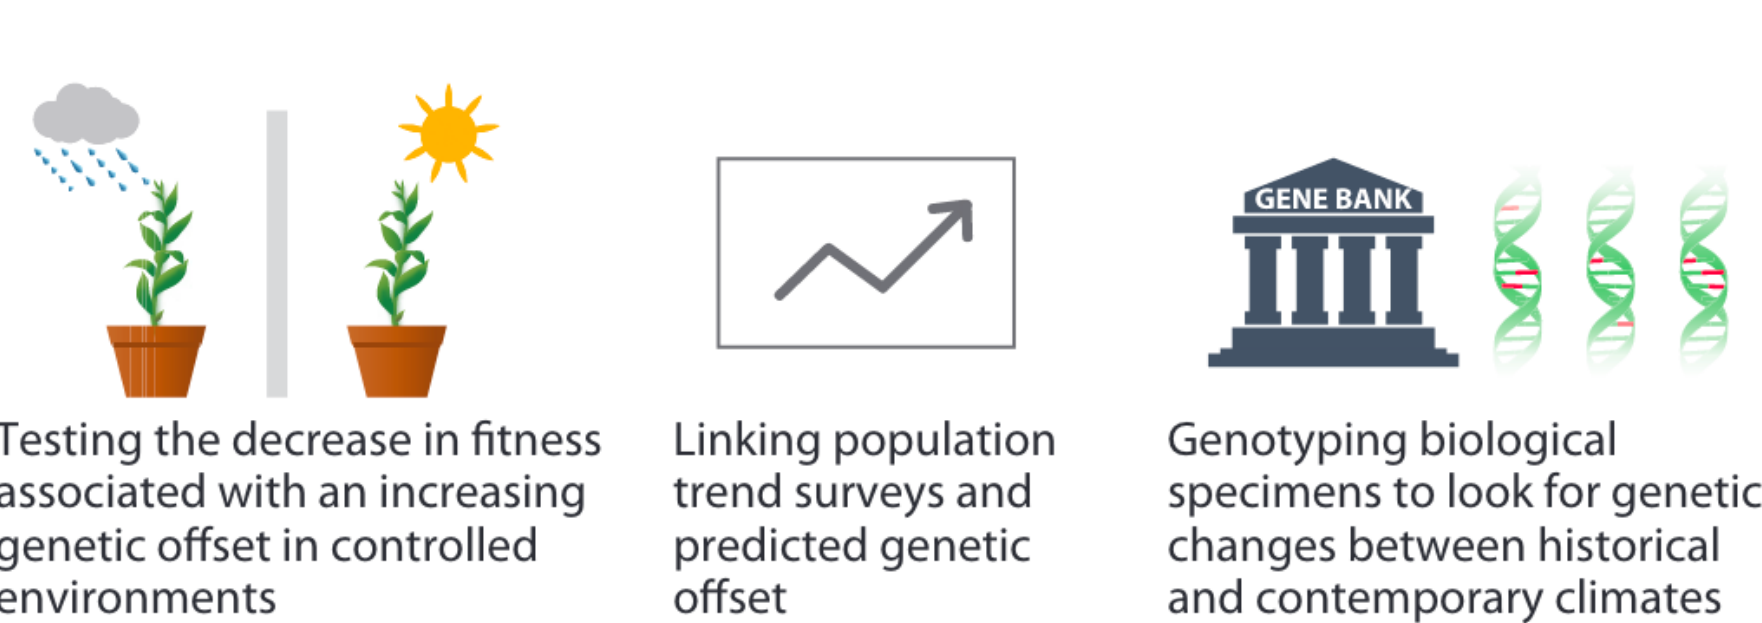 GENE BANK
Testing the decrease in fitness
associated with an increasing
genetic offset in controlled
environments
Linking population
trend surveys and
predicted genetic
offset
Genotyping biological
specimens to look for genetic
changes between historical
and contemporary climates